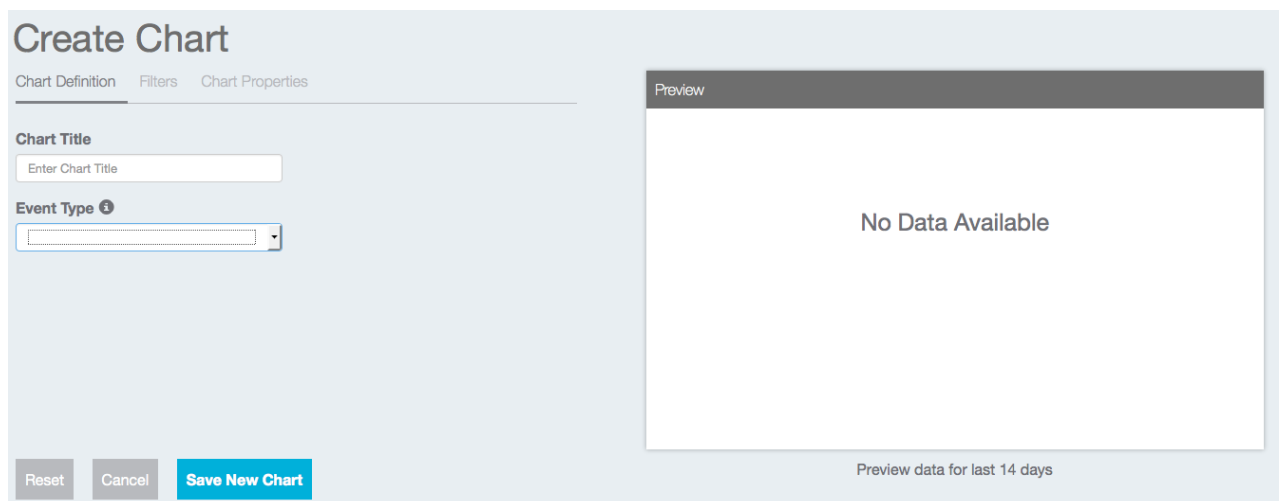 Create Chart
Chart Definition Filters Chart Properties
Chart Title
Enter Chart Title
Event Type
Reset Cancel Save New Chart
Preview
No Data Available
Preview data for last 14 days